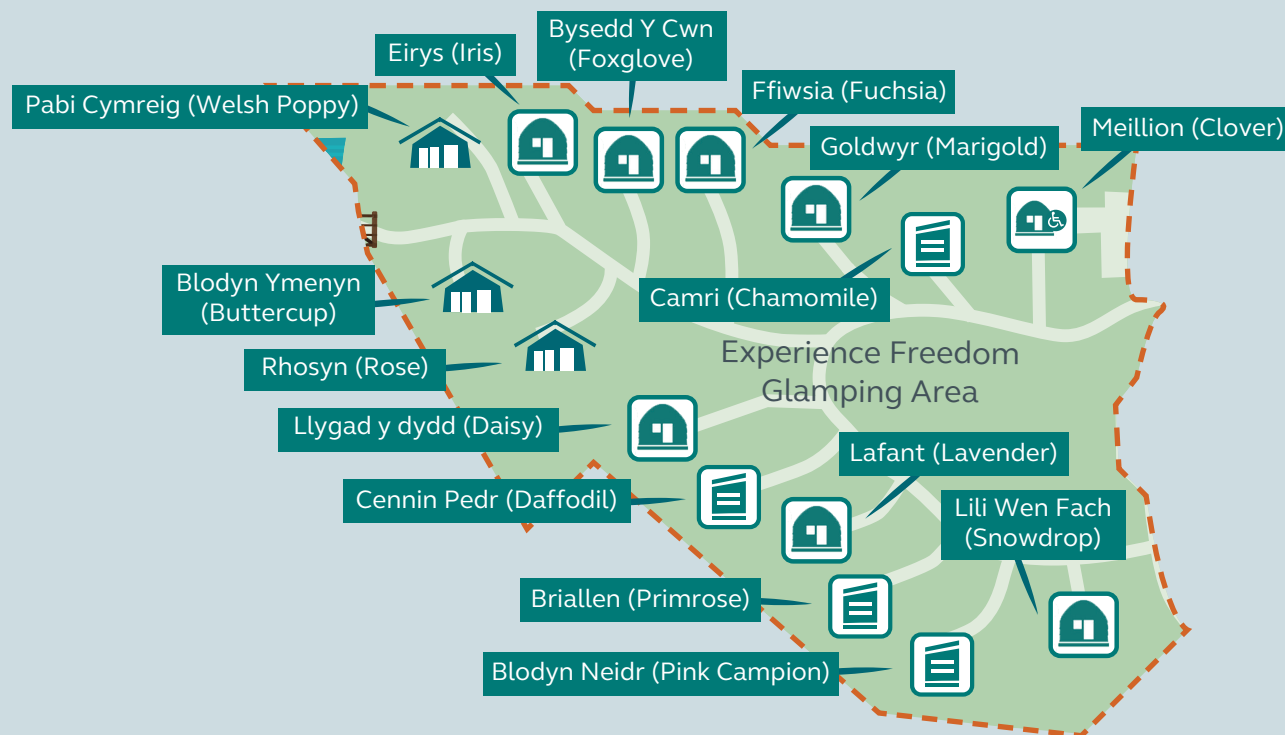 Bysedd Y Cwn
(Foxglove)
Eirys (Iris)
Ffiwsia (Fuchsia)
Pabi Cymreig (Welsh Poppy)
Meillion (Clover)
Goldwyr (Marigold)
Blodyn Ymenyn
(Buttercup)
Camri (Chamomile)
Experience Freedom
Glamping Area
Rhosyn (Rose)
Llygad y dydd (Daisy)
Lafant (Lavender)
Cennin Pedr (Daffodil)
Lili Wen Fach
(Snowdrop)
Briallen (Primrose)
Blodyn Neidr (Pink Campion)